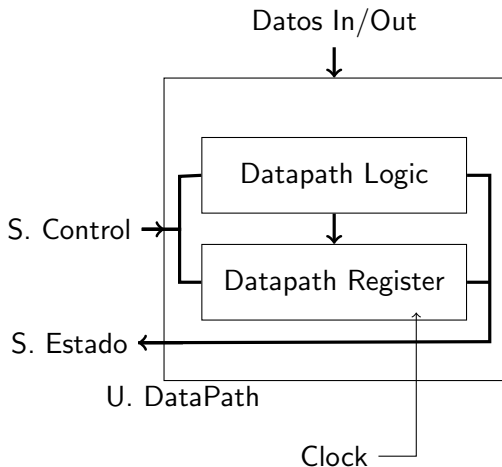 Datos In/Out
Datapath Logic
S. Control
Datapath Register
S. Estado
U. DataPath
Clock